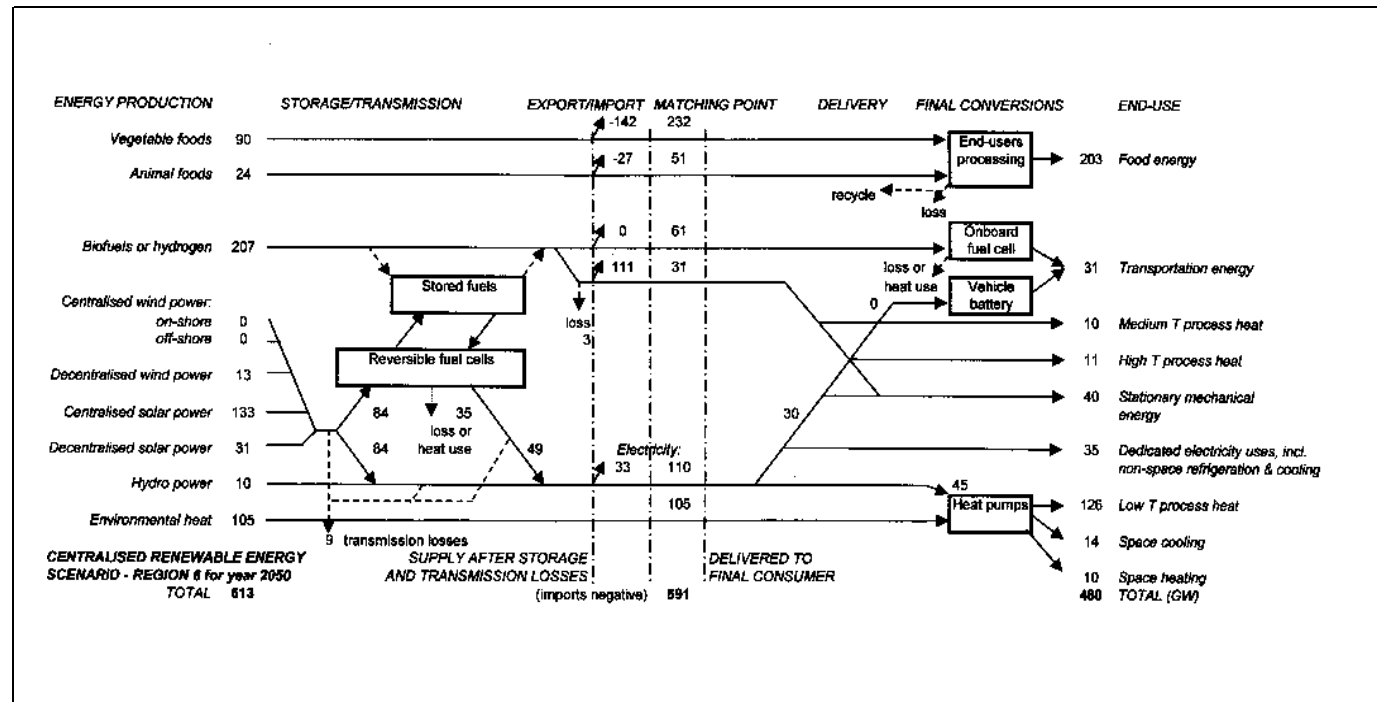 ENERGY PRODUCTION STORAGE/TRANSMISSION EXPORT/IMPORT MATCHING POINT DELIVERY FINAL CONVERSIONS END-USE
-142 232
Vegetable foods 90
End-users
processing
-27 51
203 Food energy
Animal foods 24
recycle
loss
0 61
Biofuels or hydrogen 207
Onboard
fuel cell
111 31
loss or
heat use
31 Transportation energy
Stored fuels
Vehicle
battery
0
Centralised wind power:
on-shore 0
off-shore 0
loss
3
10 Medium T process heat
Reversible fuel cells
11 High T process heat
Decentralised wind power 13
40 Stationary mechanical
energy
Centralised solar power 133
84 35
30
loss or
heat use
Decentralised solar power 31
84
49
Electricity:
35 Dedicated electricity uses, incl.
non-space refrigeration & cooling
33 110
Hydro power 10
45
105
Heat pumps
126 Low T process heat
Environmental heat 105
9 transmission losses
14 Space cooling
CENTRALISED RENEWABLE ENERGY
SCENARIO - REGION 6 for year 2050
SUPPLY AFTER STORAGE
AND TRANSMISSION LOSSES
DELIVERED TO
FINAL CONSUMER
10 Space heating
TOTAL 613
(imports negative) 591
480 TOTAL (GW)